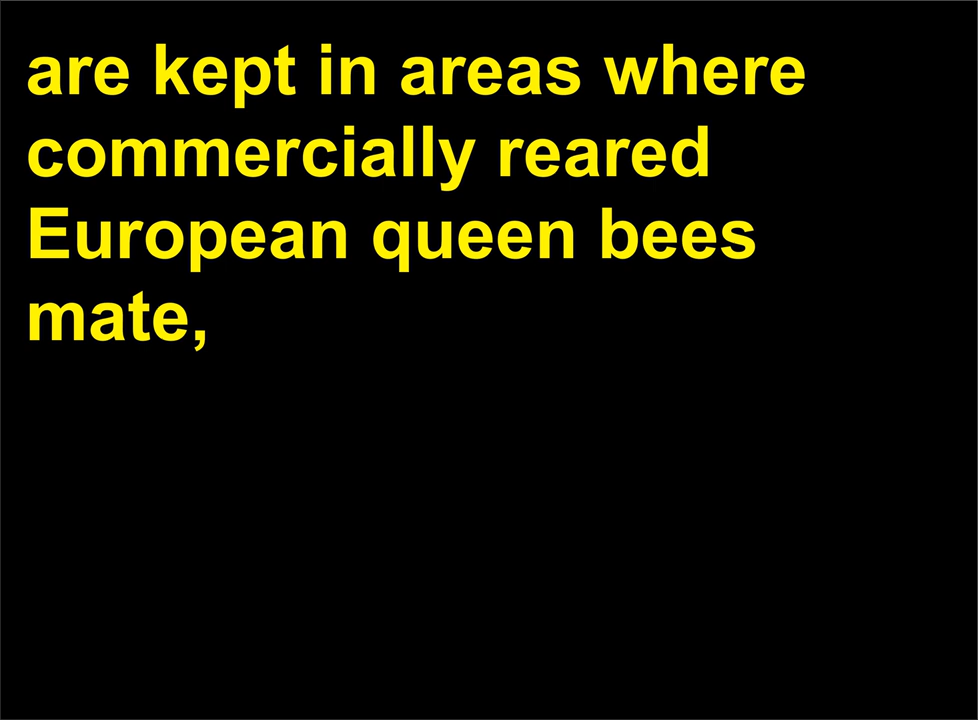 are kept in areas where
commercially reared
European queen bees
mate,